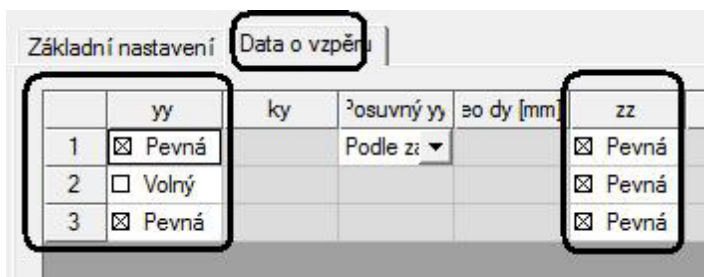 Základní nastavení Data o vzpěru
yy ky Posuvný yy eo dy [mm] zz
1 Pevná Podle za Pevná
2 Volný Pevná
3 Pevná Pevná